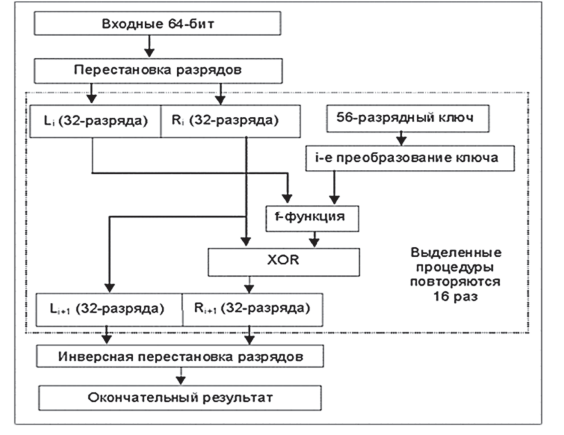 Входные 64-бит
Перестановка разрядов
Li (32-разряда) Ri (32-разряда)
56-разрядный ключ
i-е преобразование ключа
f-функция
XOR
Выделенные
процедуры
повторяются
16 раз
Li+1 (32-разряда) Ri+1 (32-разряда)
Инверсная перестановка разрядов
Окончательный результат